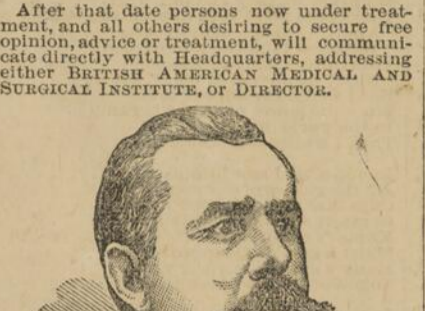 After that date persons now under treat-
ment, and all others desiring to secure free
opinion, advice or treatment, will communi-
cate directly with Headquarters, addressing
either BRITISH AMERICAN MEDICAL AND
SURGICAL INSTITUTE, or DIRECTOR.